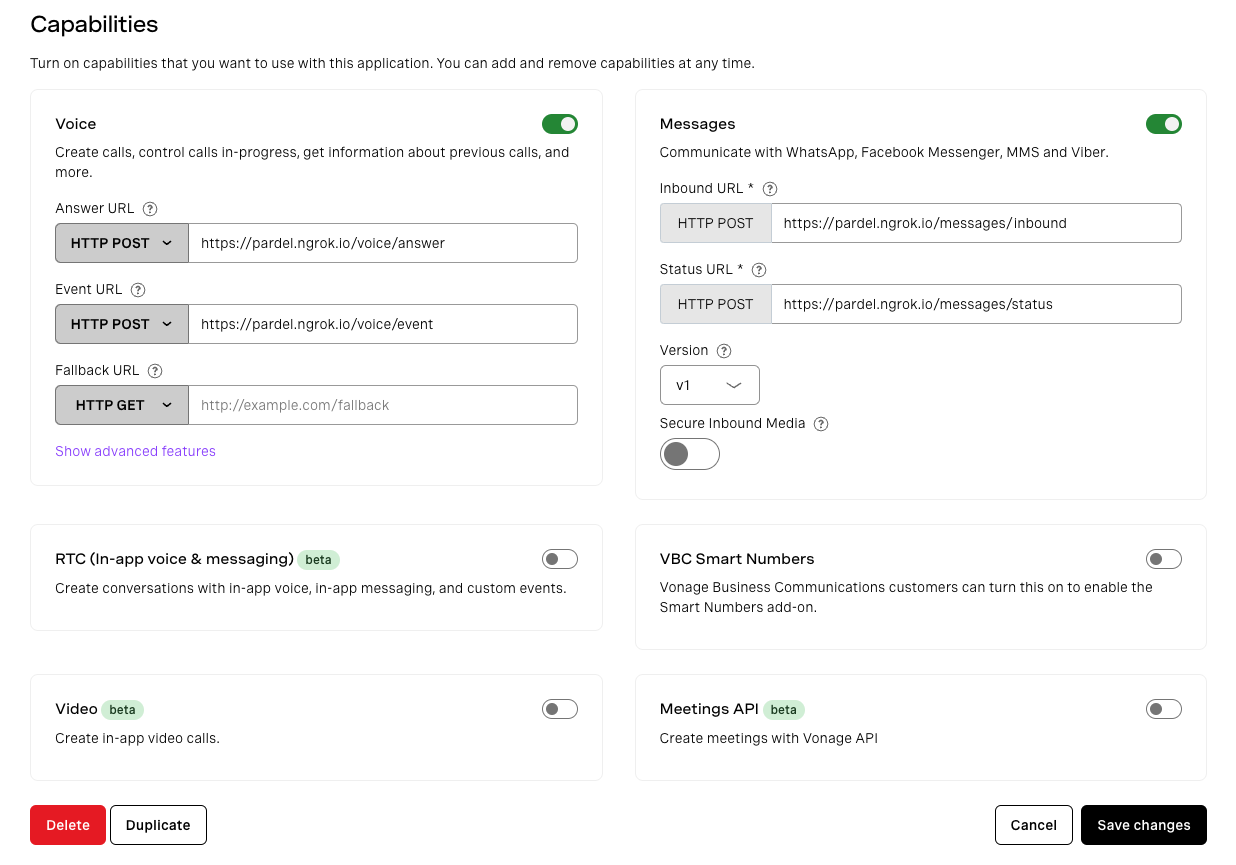 Capabilities
Turn on capabilities that you want to use with this application. You can add and remove capabilities at any time.
Voice
Create calls, control calls in-progress, get information about previous calls, and
more.
Answer URL ?
HTTP POST https://pardel.ngrok.io/voice/answer
Event URL ?
HTTP POST https://pardel.ngrok.io/voice/event
Fallback URL ?
HTTP GET http://example.com/fallback
Show advanced features
Messages
Communicate with WhatsApp, Facebook Messenger, MMS and Viber.
Inbound URL * ?
HTTP POST https://pardel.ngrok.io/messages/inbound
Status URL * ?
HTTP POST https://pardel.ngrok.io/messages/status
Version ?
v1
Secure Inbound Media ?
RTC (In-app voice & messaging) beta
Create conversations with in-app voice, in-app messaging, and custom events.
VBC Smart Numbers
Vonage Business Communications customers can turn this on to enable the
Smart Numbers add-on.
Video beta
Create in-app video calls.
Meetings API beta
Create meetings with Vonage API
Delete Duplicate Cancel Save changes